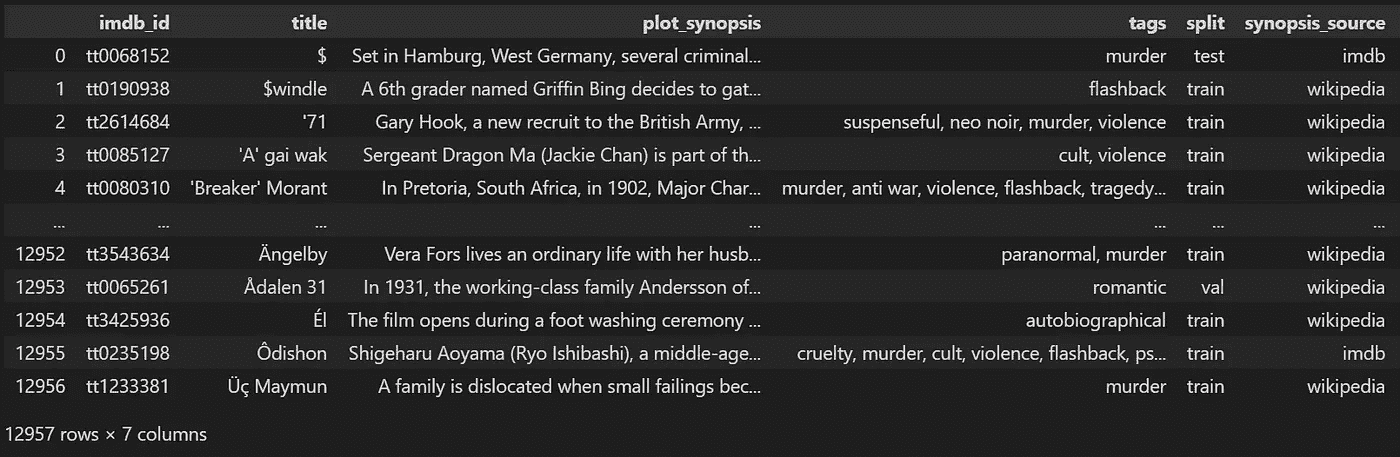 imdb_id title plot_synopsis tags split synopsis_source
0 tt0068152 $ Set in Hamburg, West Germany, several criminal... murder test imdb
1 tt0190938 $windle A 6th grader named Griffin Bing decides to gat... flashback train wikipedia
2 tt2614684 '71 Gary Hook, a new recruit to the British Army, ... suspenseful, neo noir, murder, violence train wikipedia
3 tt0085127 'A' gai wak Sergeant Dragon Ma (Jackie Chan) is part of th... cult, violence train wikipedia
4 tt0080310 'Breaker' Morant In Pretoria, South Africa, in 1902, Major Char... murder, anti war, violence, flashback, tragedy... train wikipedia
... ... ... ... ... ... ...
12952 tt3543634 Ängelby Vera Fors lives an ordinary life with her husb... paranormal, murder train wikipedia
12953 tt0065261 Ådalen 31 In 1931, the working-class family Andersson of... romantic val wikipedia
12954 tt3425936 Él The film opens during a foot washing ceremony ... autobiographical train wikipedia
12955 tt0235198 Ôdishon Shigeharu Aoyama (Ryo Ishibashi), a middle-age... cruelty, murder, cult, violence, flashback, ps... train imdb
12956 tt1233381 Üç Maymun A family is dislocated when small failings bec... murder train wikipedia
12957 rows × 7 columns